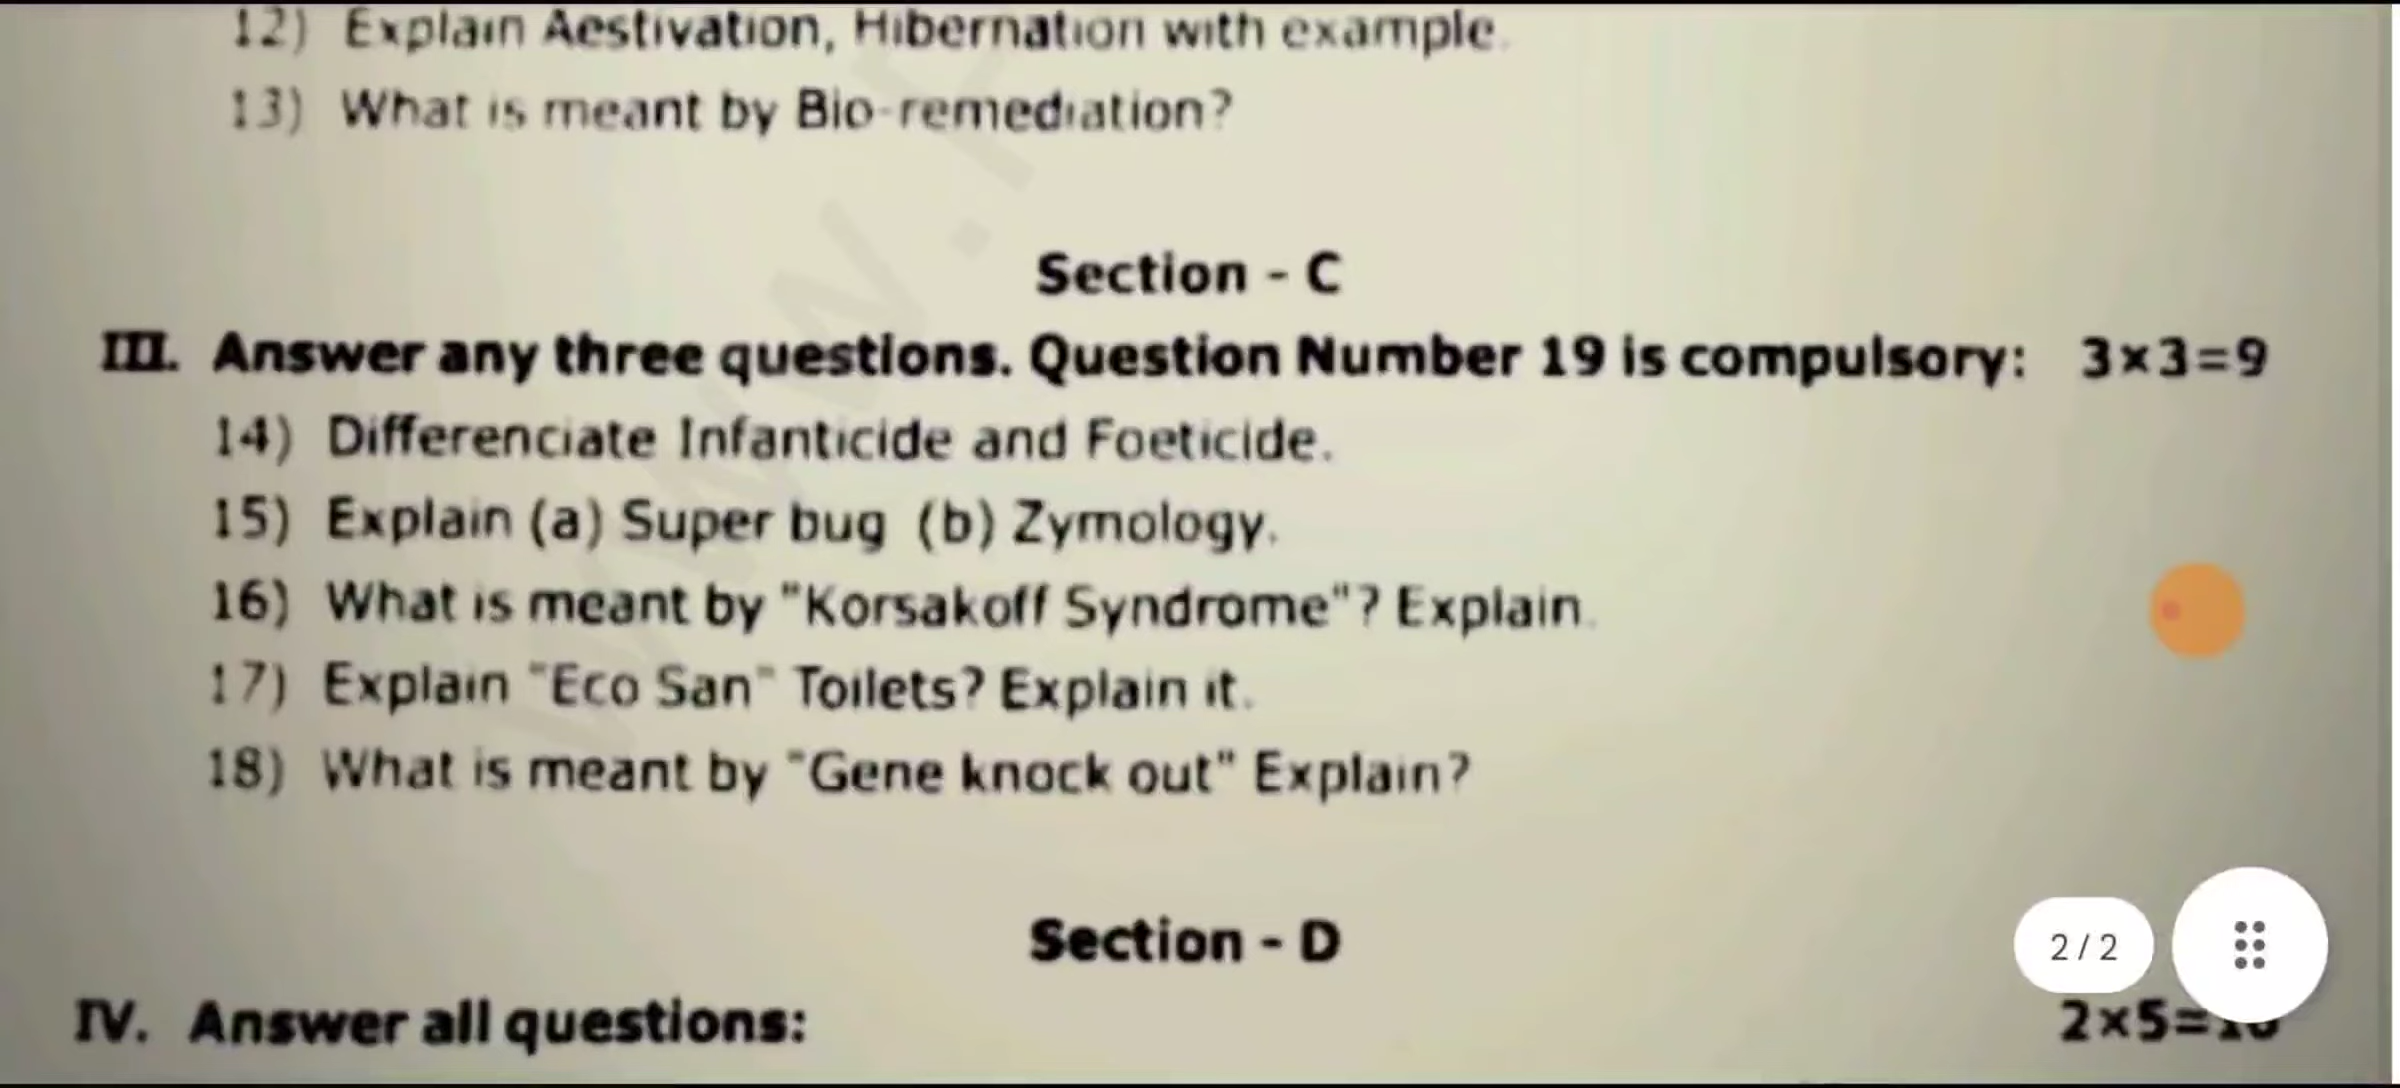 12) Explain Aestivation, Hibernation with example.
13) What is meant by Bio-remediation?
Section - C
III. Answer any three questions. Question Number 19 is compulsory: 3×3=9
14) Differenciate Infanticide and Foeticide.
15) Explain (a) Super bug (b) Zymology.
16) What is meant by "Korsakoff Syndrome"? Explain.
17) Explain "Eco San" Toilets? Explain it.
18) What is meant by "Gene knock out" Explain?
Section - D
2/2
IV. Answer all questions: 2×5=10